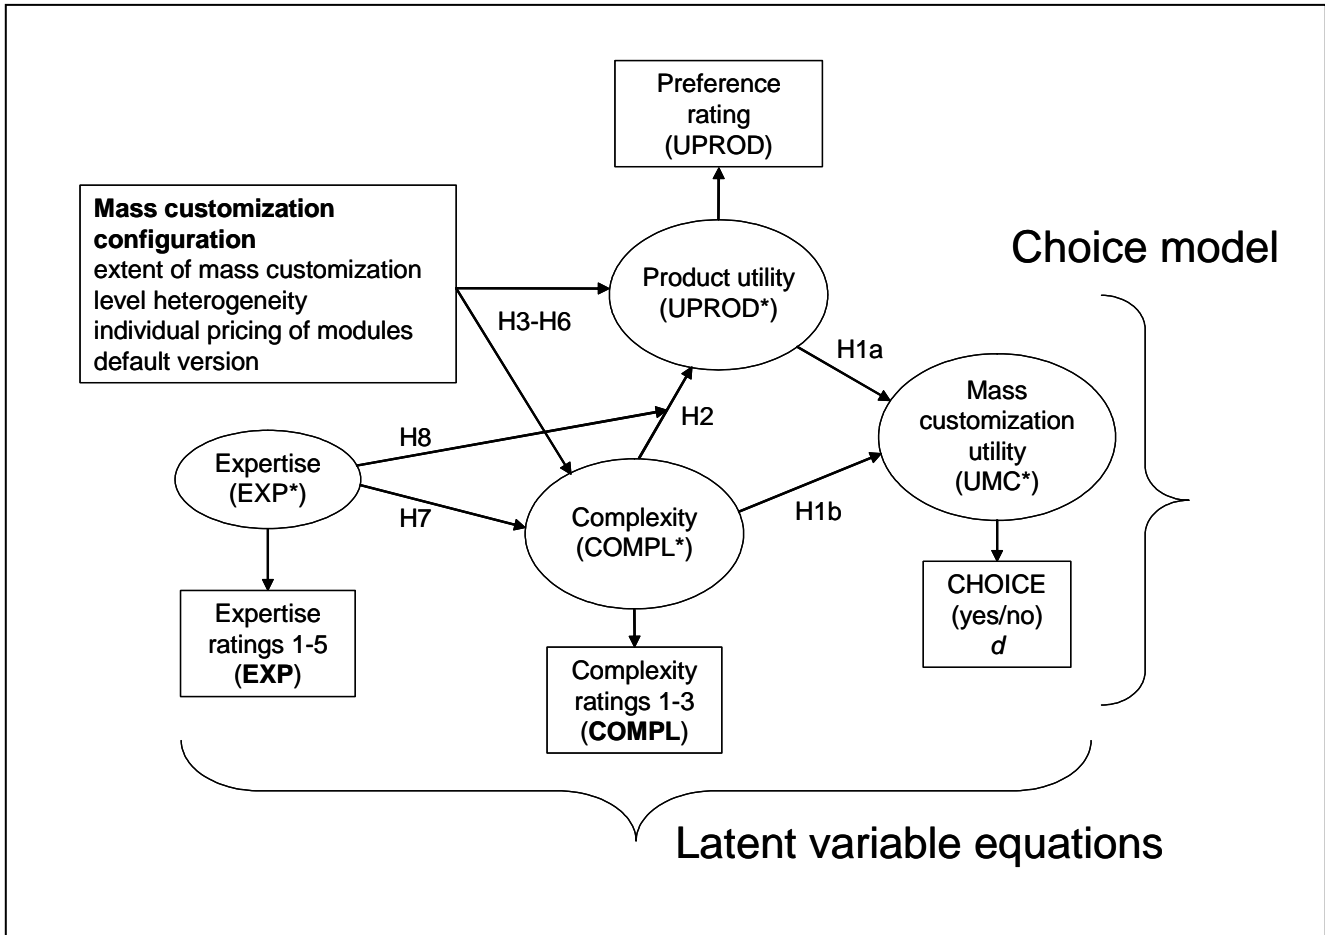 Preference
rating
(UPROD)
Mass customization
configuration
extent of mass customization
level heterogeneity
individual pricing of modules
default version
Choice model
Product utility
(UPROD*)
H3-H6
H1a
H2
Mass
customization
utility
(UMC*)
H8
Expertise
(EXP*)
H7
Complexity
(COMPL*)
H1b
CHOICE
(yes/no)
d
Expertise
ratings 1-5
(EXP)
Complexity
ratings 1-3
(COMPL)
Latent variable equations